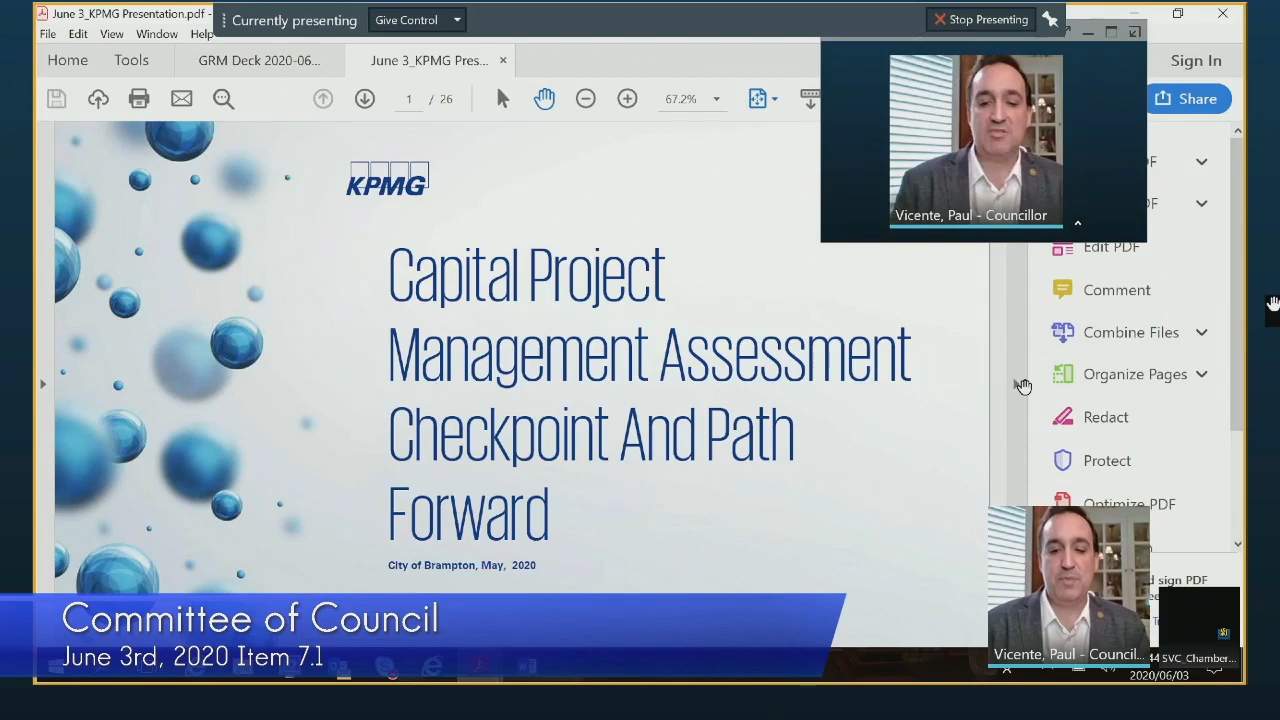 June 3_KPMG Presentation.pdf -
Currently presenting
Give Control
Stop Presenting
File Edit View Window Help
Home Tools
GRM Deck 2020-06...
June 3_KPMG Pres... ×
Sign In
1 / 26
67.2%
Share
Vicente, Paul - Councillor
KPMG
Capital Project
Management Assessment
Checkpoint And Path
Forward
City of Brampton, May, 2020
Edit PDF
Comment
Combine Files
Organize Pages
Redact
Protect
Optimize PDF
sign PDF
Committee of Council
June 3rd, 2020 Item 7.1
Vicente, Paul - Council...
SVC_Chamber...
2020/06/03